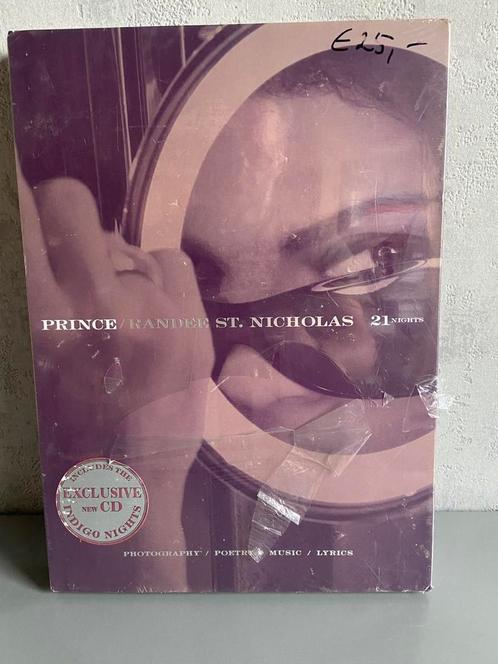 €25,-
PRINCE/RANDEE ST. NICHOLAS 21 NIGHTS
INCLUDES THE
EXCLUSIVE
NEW CD
INDIGO NIGHTS
PHOTOGRAPHY / POETRY / MUSIC / LYRICS